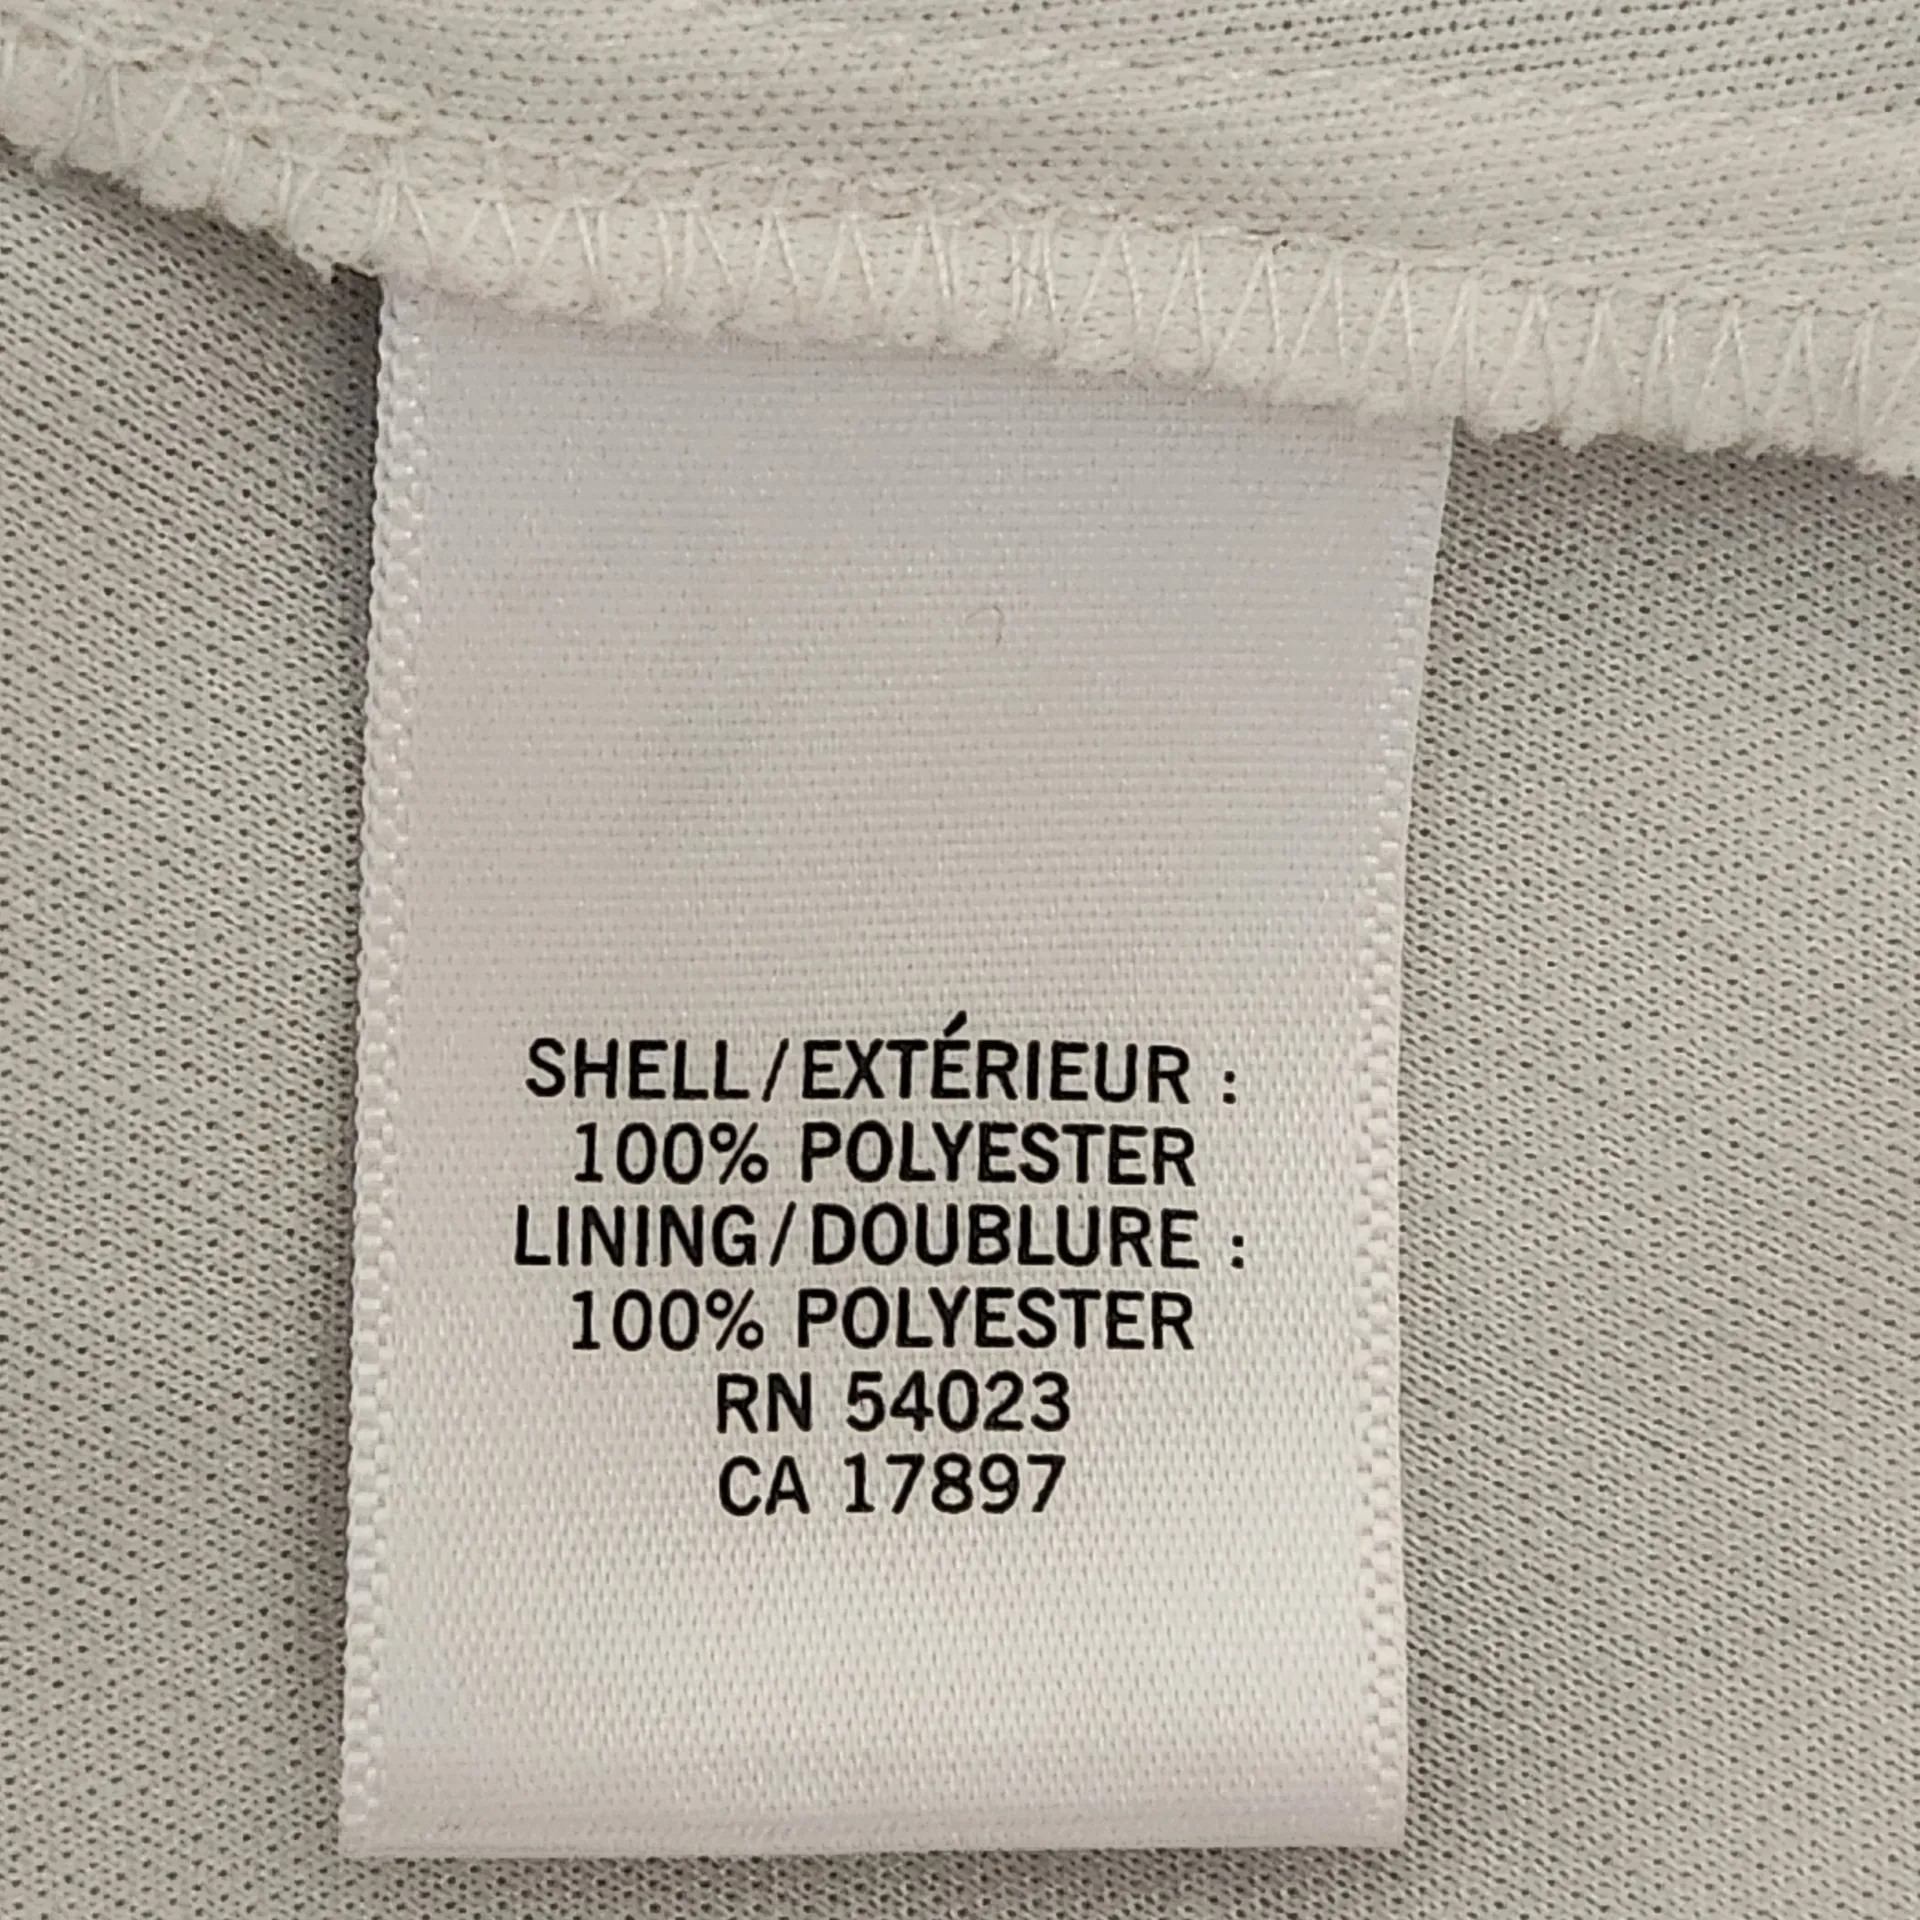 SHELL/EXTÉRIEUR :
100% POLYESTER
LINING/DOUBLURE :
100% POLYESTER
RN 54023
CA 17897